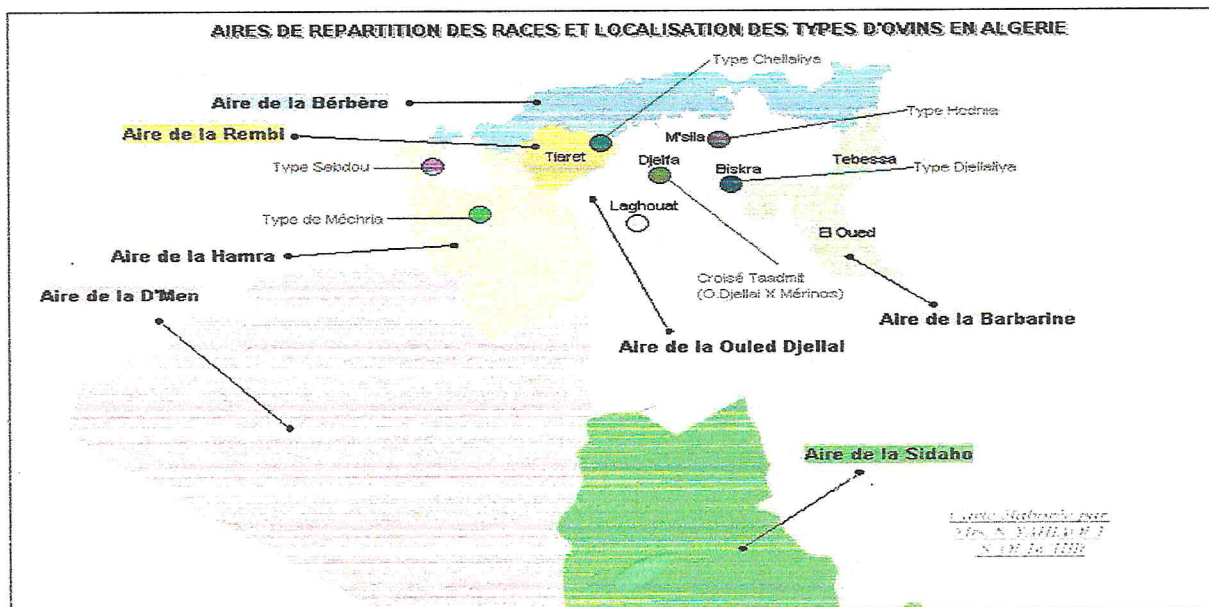 AIRES DE REPARTITION DES RACES ET LOCALISATION DES TYPES D'OVINS EN ALGERIE
Type Chellaliya
Aire de la Bérbère
Type Hodnia
Aire de la Rembi
M'sila
Tiaret
Djelfa
Tebessa
Type Sebdou
Biskra
Type Djellaliya
Laghouat
Type de Méchria
El Oued
Aire de la Hamra
Croisé Taadmit
(O.Djellal X Mérinos)
Aire de la D'Men
Aire de la Barbarine
Aire de la Ouled Djellal
Aire de la Sidaho
Carte élaborée par